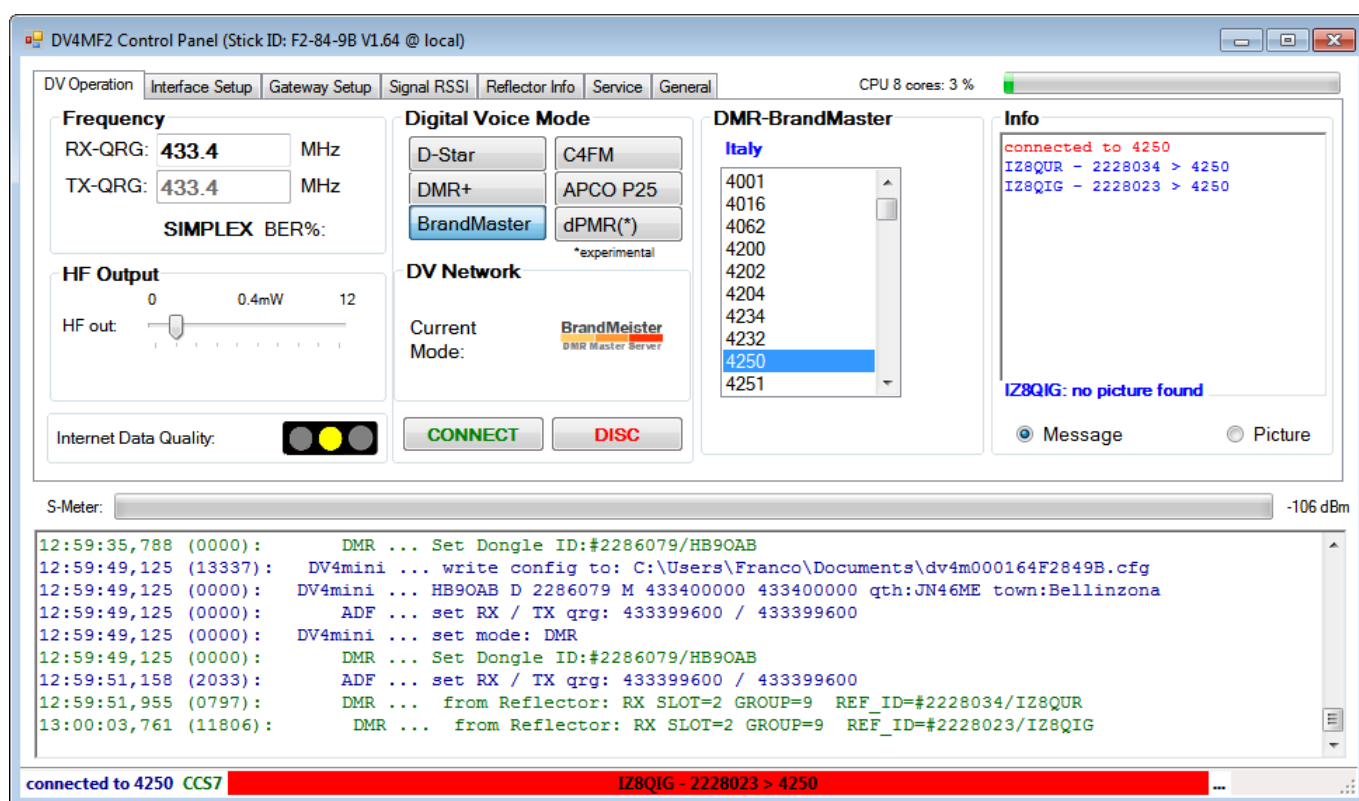 DV4MF2 Control Panel (Stick ID: F2-84-9B V1.64 @ local)
DV Operation Interface Setup Gateway Setup Signal RSSI Reflector Info Service General CPU 8 cores: 3 %
Frequency
RX-QRG: 433.4 MHz
TX-QRG: 433.4 MHz
SIMPLEX BER%:
HF Output
0 0.4mW 12
HF out:
Internet Data Quality:
Digital Voice Mode
D-Star C4FM
DMR+ APCO P25
BrandMaster dPMR(*)
*experimental
DV Network
Current
Mode:
BrandMeister
DMR Master Server
CONNECT DISC
DMR-BrandMaster
Italy
4001
4016
4062
4200
4202
4204
4234
4232
4250
4251
Info
connected to 4250
IZ8QUR - 2228034 > 4250
IZ8QIG - 2228023 > 4250
IZ8QIG: no picture found
Message Picture
S-Meter: -106 dBm
12:59:35,788 (0000): DMR ... Set Dongle ID:#2286079/HB9OAB
12:59:49,125 (13337): DV4mini ... write config to: C:\Users\Franco\Documents\dv4m000164F2849B.cfg
12:59:49,125 (0000): DV4mini ... HB9OAB D 2286079 M 433400000 433400000 qth:JN46ME town:Bellinzona
12:59:49,125 (0000): ADF ... set RX / TX qrg: 433399600 / 433399600
12:59:49,125 (0000): DV4mini ... set mode: DMR
12:59:49,125 (0000): DMR ... Set Dongle ID:#2286079/HB9OAB
12:59:51,158 (2033): ADF ... set RX / TX qrg: 433399600 / 433399600
12:59:51,955 (0797): DMR ... from Reflector: RX SLOT=2 GROUP=9 REF_ID=#2228034/IZ8QUR
13:00:03,761 (11806): DMR ... from Reflector: RX SLOT=2 GROUP=9 REF_ID=#2228023/IZ8QIG
connected to 4250 CCS7 IZ8QIG - 2228023 > 4250 ...